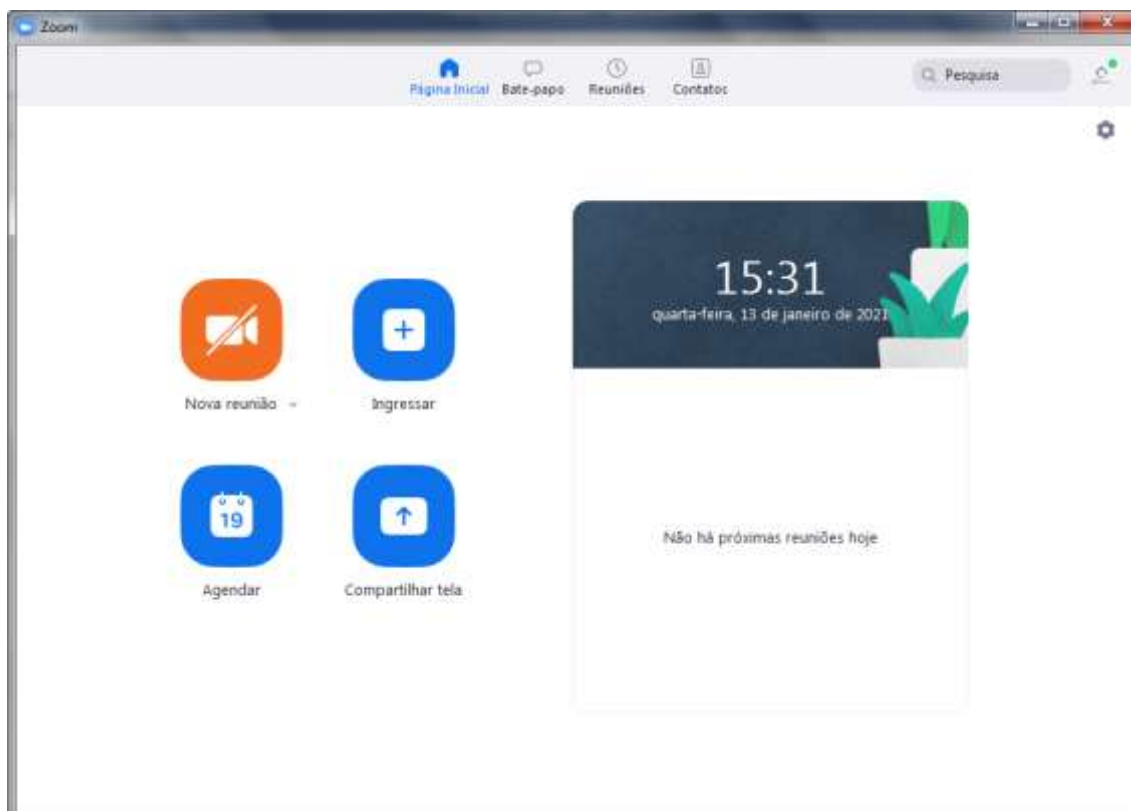 Zoom
Página Inicial Bate-papo Reuniões Contatos
Pesquisa
15:31
quarta-feira, 13 de janeiro de 2021
Nova reunião Ingressar
19
Agendar Compartilhar tela
Não há próximas reuniões hoje